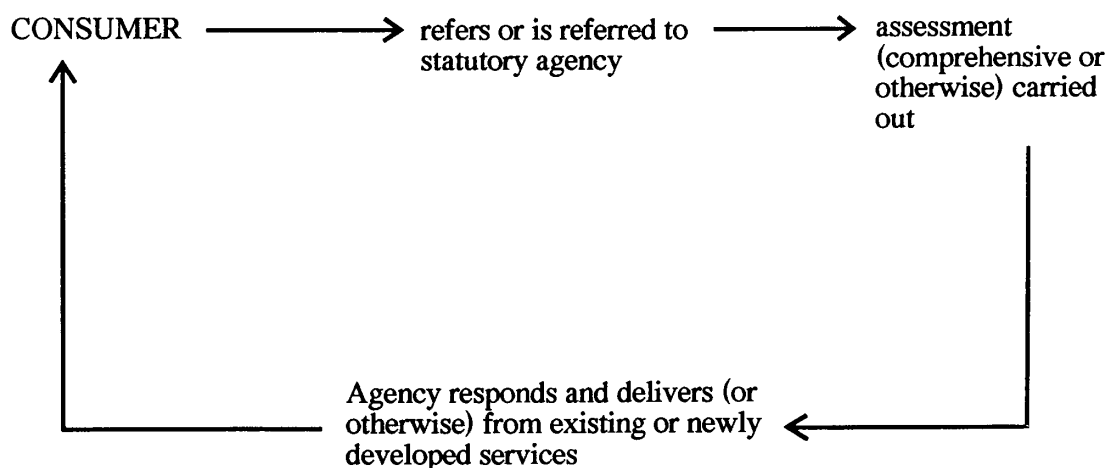 CONSUMER
refers or is referred to
statutory agency
assessment
(comprehensive or
otherwise) carried
out
Agency responds and delivers (or
otherwise) from existing or newly
developed services